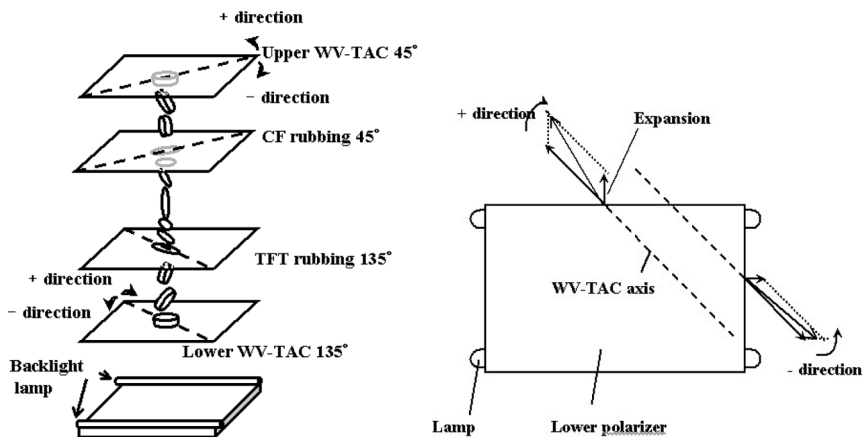 + direction
Upper WV-TAC 45°
− direction
CF rubbing 45°
TFT rubbing 135°
+ direction
− direction
Lower WV-TAC 135°
Backlight
lamp
+ direction
Expansion
WV-TAC axis
- direction
Lamp
Lower polarizer